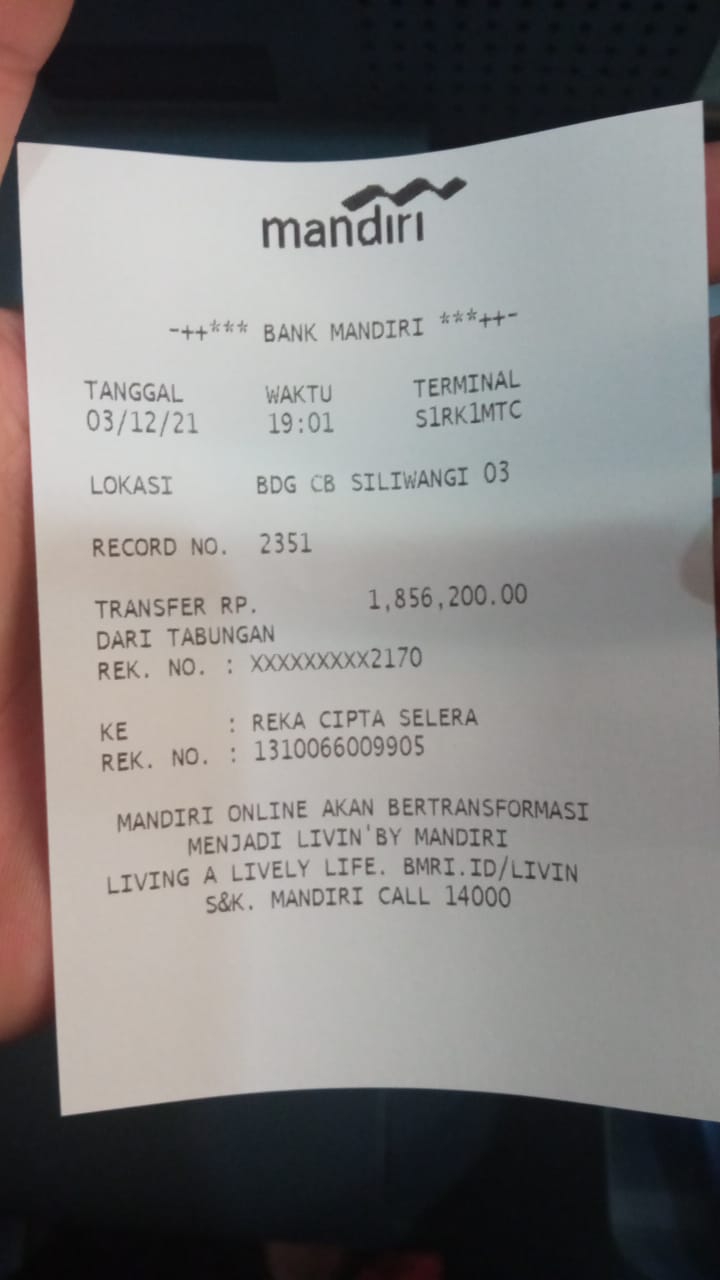 mandiri
-++*** BANK MANDIRI ***++-
TANGGAL WAKTU TERMINAL
03/12/21 19:01 S1RK1MTC
LOKASI BDG CB SILIWANGI 03
RECORD NO. 2351
TRANSFER RP. 1,856,200.00
DARI TABUNGAN
REK. NO. : XXXXXXXXX2170
KE : REKA CIPTA SELERA
REK. NO. : 1310066009905
MANDIRI ONLINE AKAN BERTRANSFORMASI
MENJADI LIVIN'BY MANDIRI
LIVING A LIVELY LIFE. BMRI.ID/LIVIN
S&K. MANDIRI CALL 14000